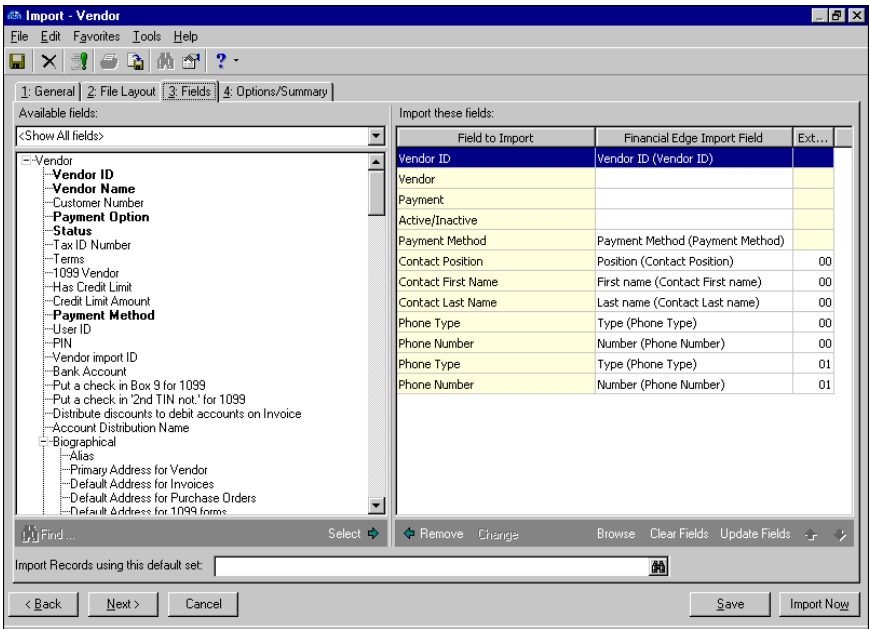 Import - Vendor
File Edit Favorites Tools Help
?
1: General 2: File Layout 3: Fields 4: Options/Summary
Available fields:
<Show All fields>
Vendor
Vendor ID
Vendor Name
Customer Number
Payment Option
Status
Tax ID Number
Terms
1099 Vendor
Has Credit Limit
Credit Limit Amount
Payment Method
User ID
PIN
Vendor import ID
Bank Account
Put a check in Box 9 for 1099
Put a check in '2nd TIN not.' for 1099
Distribute discounts to debit accounts on Invoice
Account Distribution Name
Biographical
Alias
Primary Address for Vendor
Default Address for Invoices
Default Address for Purchase Orders
Default Address for 1099 forms
Find ... Select
Import these fields:
Field to Import Financial Edge Import Field Ext...
Vendor ID Vendor ID (Vendor ID)
Vendor
Payment
Active/Inactive
Payment Method Payment Method (Payment Method)
Contact Position Position (Contact Position) 00
Contact First Name First name (Contact First name) 00
Contact Last Name Last name (Contact Last name) 00
Phone Type Type (Phone Type) 00
Phone Number Number (Phone Number) 00
Phone Type Type (Phone Type) 01
Phone Number Number (Phone Number) 01
Remove Change Browse Clear Fields Update Fields
Import Records using this default set:
< Back Next > Cancel Save Import Now